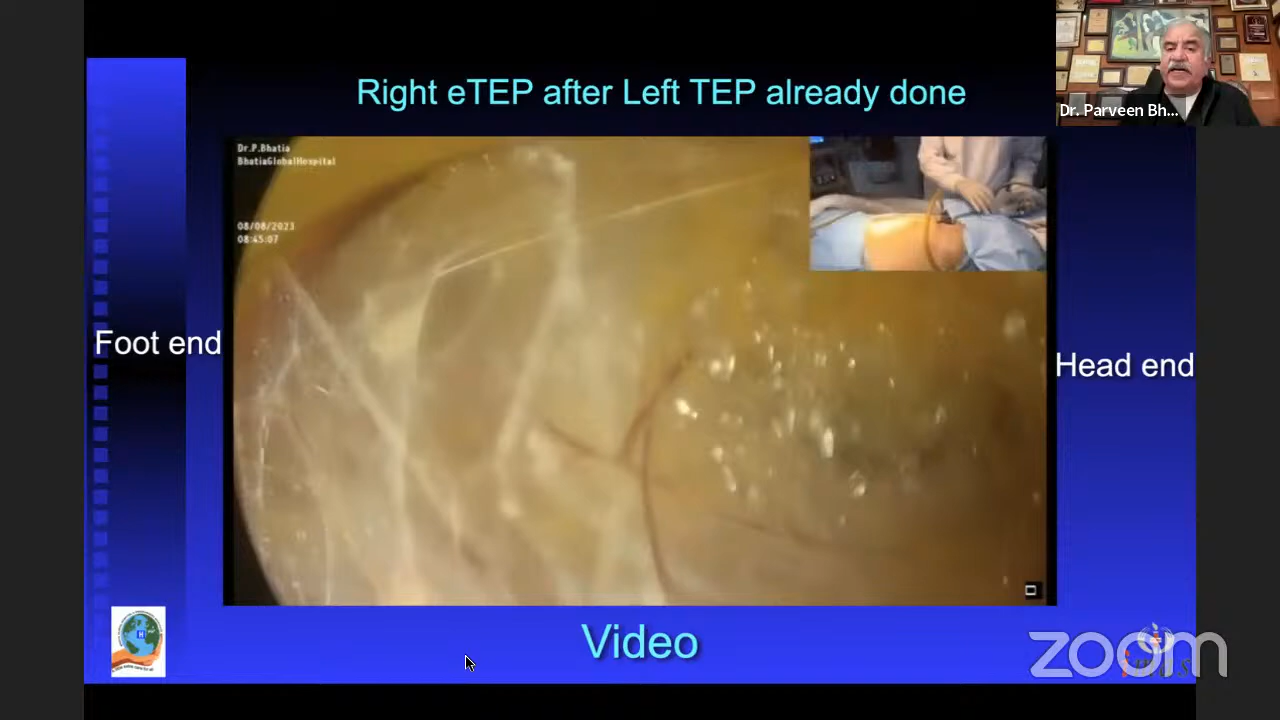 Right eTEP after Left TEP already done
Dr. Parveen Bh...
Dr.P.Bhatia
BhatiaGlobalHospital
08/08/2023
08:45:07
Foot end
Head end
Video
zoom